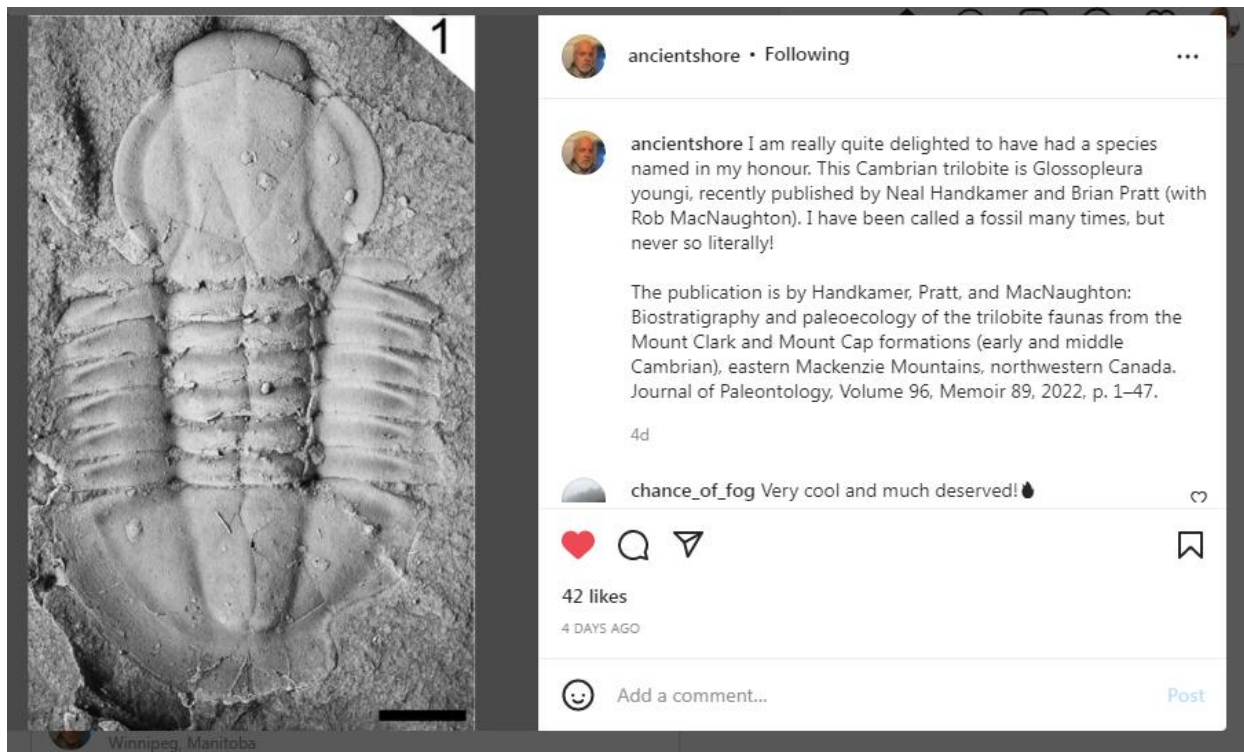 1
ancientshore • Following
ancientshore I am really quite delighted to have had a species
named in my honour. This Cambrian trilobite is Glossopleura
youngi, recently published by Neal Handkamer and Brian Pratt (with
Rob MacNaughton). I have been called a fossil many times, but
never so literally!
The publication is by Handkamer, Pratt, and MacNaughton:
Biostratigraphy and paleoecology of the trilobite faunas from the
Mount Clark and Mount Cap formations (early and middle
Cambrian), eastern Mackenzie Mountains, northwestern Canada.
Journal of Paleontology, Volume 96, Memoir 89, 2022, p. 1–47.
4d
chance_of_fog Very cool and much deserved!
42 likes
4 DAYS AGO
Add a comment...
Post
Winnipeg, Manitoba